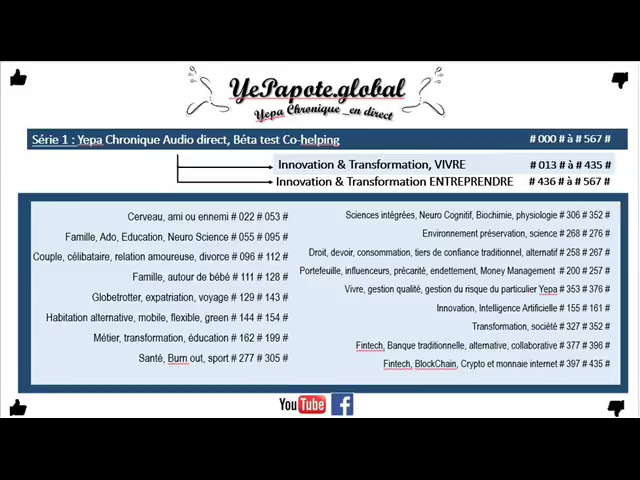 YePapote.global
Yepa Chronique _en direct
Série 1 : Yepa Chronique Audio direct, Béta test Co-helping # 000 # à # 567 #
Innovation & Transformation, VIVRE # 013 # à # 435 #
Innovation & Transformation ENTREPRENDRE # 436 # à # 567 #
Cerveau, ami ou ennemi # 022 # 053 #
Famille, Ado, Education, Neuro Science # 055 # 095 #
Couple, célibataire, relation amoureuse, divorce # 096 # 112 #
Famille, autour de bébé # 111 # 128 #
Globetrotter, expatriation, voyage # 129 # 143 #
Habitation alternative, mobile, flexible, green # 144 # 154 #
Métier, transformation, éducation # 162 # 199 #
Santé, Burn out, sport # 277 # 305 #
Sciences intégrées, Neuro Cognitif, Biochimie, physiologie # 306 # 352 #
Environnement préservation, science # 268 # 276 #
Droit, devoir, consommation, tiers de confiance traditionnel, alternatif # 258 # 267 #
Portefeuille, influenceurs, précarité, endettement, Money Management # 200 # 257 #
Vivre, gestion qualité, gestion du risque du particulier Yepa # 353 # 376 #
Innovation, Intelligence Artificielle # 155 # 161 #
Transformation, société # 327 # 352 #
Fintech, Banque traditionnelle, alternative, collaborative # 377 # 396 #
Fintech, BlockChain, Crypto et monnaie internet # 397 # 435 #
YouTube f